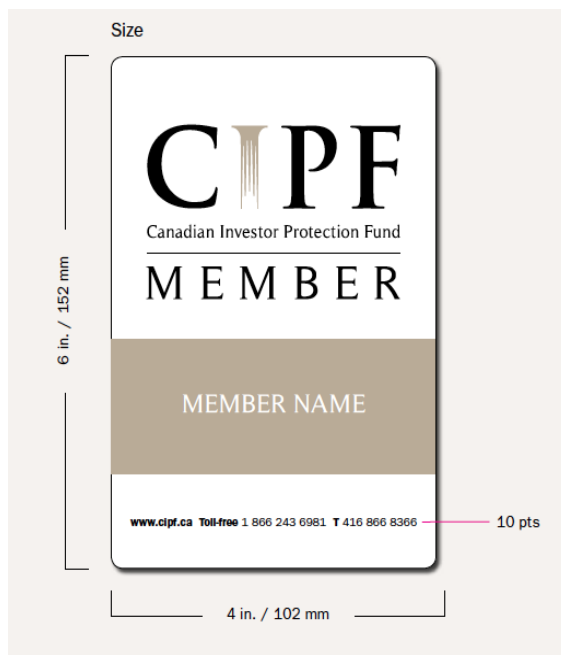 Size
CIPF
Canadian Investor Protection Fund
MEMBER
6 in. / 152 mm
MEMBER NAME
www.cipf.ca Toll-free 1 866 243 6981 T 416 866 8366
10 pts
4 in. / 102 mm